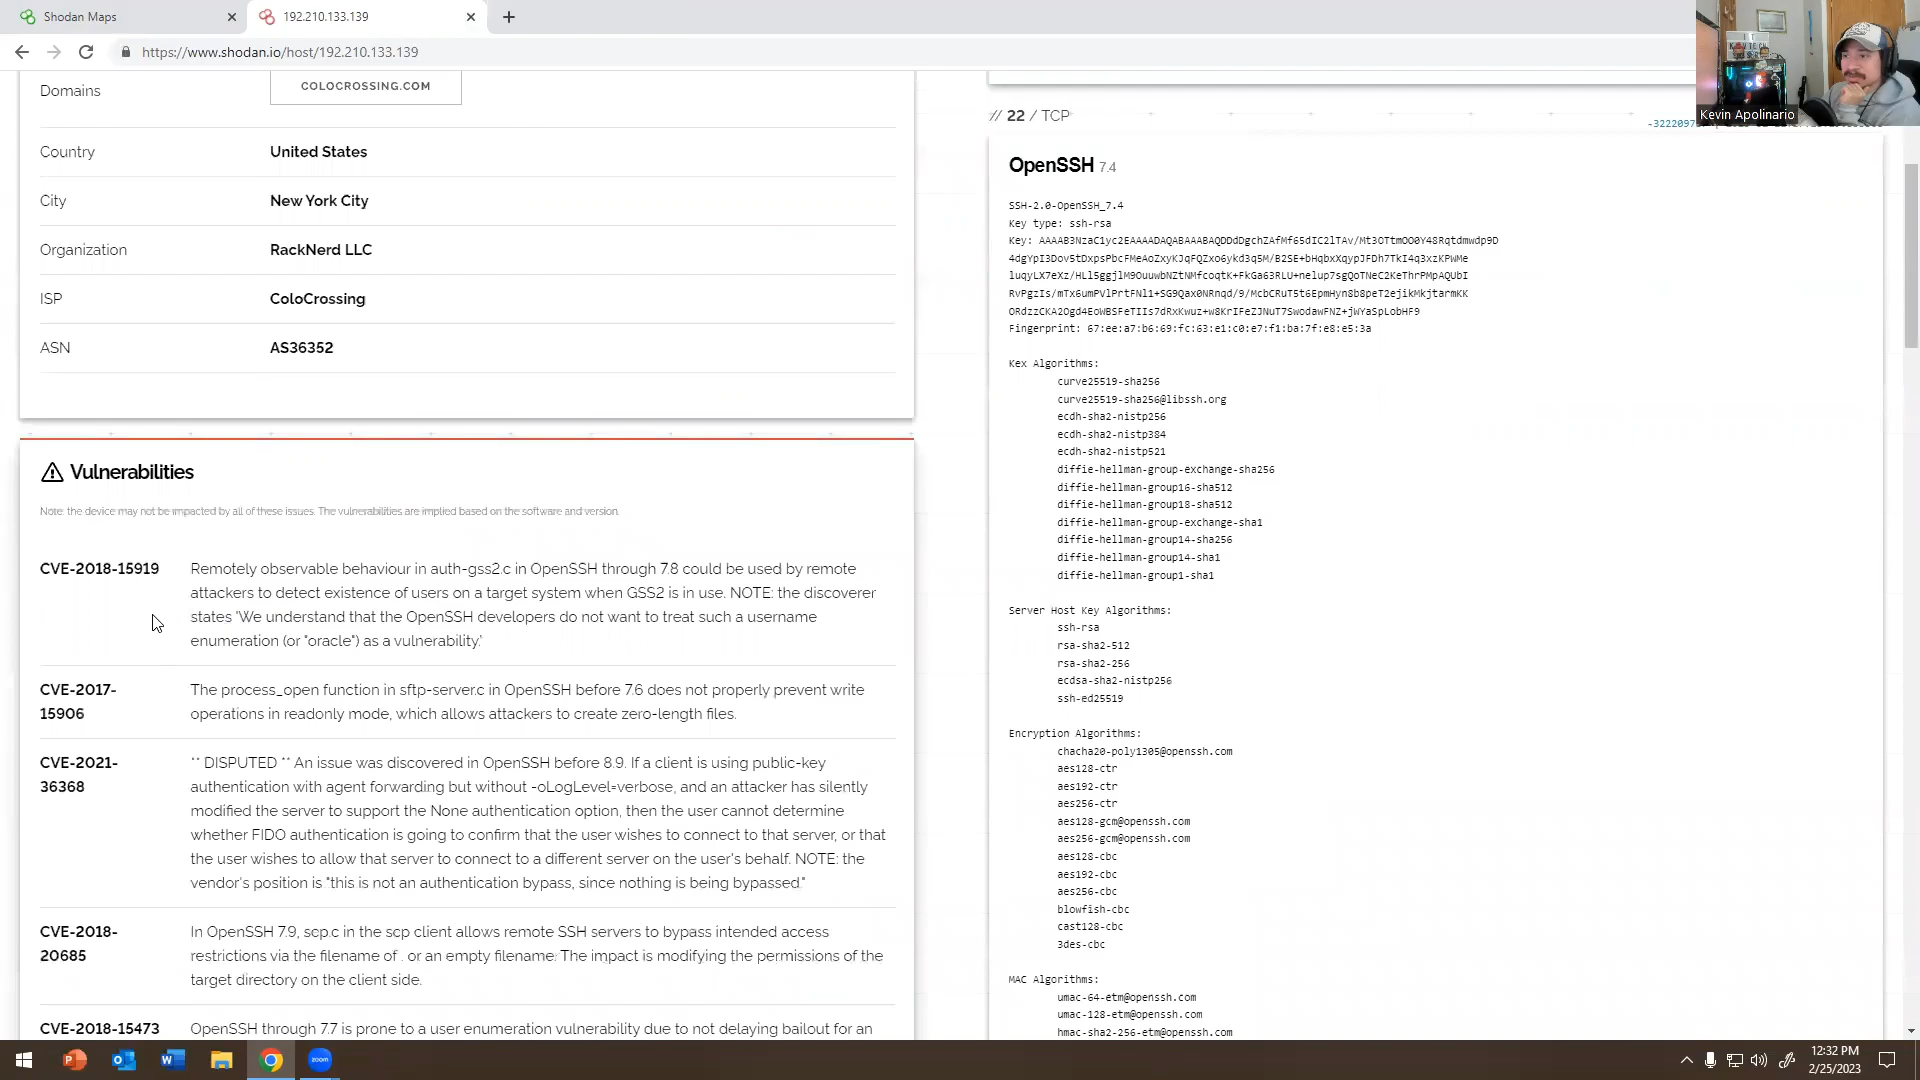 Shodan Maps
192.210.133.139
https://www.shodan.io/host/192.210.133.139
Kevin Apolinario
Domains
COLOCROSSING.COM
Country United States
City New York City
Organization RackNerd LLC
ISP ColoCrossing
ASN AS36352
Vulnerabilities
Note: the device may not be impacted by all of these issues. The vulnerabilities are implied based on the software and version.
CVE-2018-15919 Remotely observable behaviour in auth-gss2.c in OpenSSH through 7.8 could be used by remote
attackers to detect existence of users on a target system when GSS2 is in use. NOTE: the discoverer
states 'We understand that the OpenSSH developers do not want to treat such a username
enumeration (or "oracle") as a vulnerability.'
CVE-2017- The process_open function in sftp-server.c in OpenSSH before 7.6 does not properly prevent write
15906 operations in readonly mode, which allows attackers to create zero-length files.
CVE-2021- ** DISPUTED ** An issue was discovered in OpenSSH before 8.9. If a client is using public-key
36368 authentication with agent forwarding but without -oLogLevel=verbose, and an attacker has silently
modified the server to support the None authentication option, then the user cannot determine
whether FIDO authentication is going to confirm that the user wishes to connect to that server, or that
the user wishes to allow that server to connect to a different server on the user's behalf. NOTE: the
vendor's position is "this is not an authentication bypass, since nothing is being bypassed."
CVE-2018- In OpenSSH 7.9, scp.c in the scp client allows remote SSH servers to bypass intended access
20685 restrictions via the filename of . or an empty filename. The impact is modifying the permissions of the
target directory on the client side.
CVE-2018-15473 OpenSSH through 7.7 is prone to a user enumeration vulnerability due to not delaying bailout for an
// 22 / TCP
OpenSSH 7.4
SSH-2.0-OpenSSH_7.4
Key type: ssh-rsa
Key:
Fingerprint: 67:ee:a7:b6:69:fc:63:e1:c0:e7:f1:ba:7f:e8:e5:3a
Kex Algorithms:
curve25519-sha256
curve25519-sha256@libssh.org
ecdh-sha2-nistp256
ecdh-sha2-nistp384
ecdh-sha2-nistp521
diffie-hellman-group-exchange-sha256
diffie-hellman-group16-sha512
diffie-hellman-group18-sha512
diffie-hellman-group-exchange-sha1
diffie-hellman-group14-sha256
diffie-hellman-group14-sha1
diffie-hellman-group1-sha1
Server Host Key Algorithms:
ssh-rsa
rsa-sha2-512
rsa-sha2-256
ecdsa-sha2-nistp256
ssh-ed25519
Encryption Algorithms:
chacha20-poly1305@openssh.com
aes128-ctr
aes192-ctr
aes256-ctr
aes128-gcm@openssh.com
aes256-gcm@openssh.com
aes128-cbc
aes192-cbc
aes256-cbc
blowfish-cbc
cast128-cbc
3des-cbc
MAC Algorithms:
umac-64-etm@openssh.com
umac-128-etm@openssh.com
hmac-sha2-256-etm@openssh.com
zoom
12:32 PM
2/25/2023